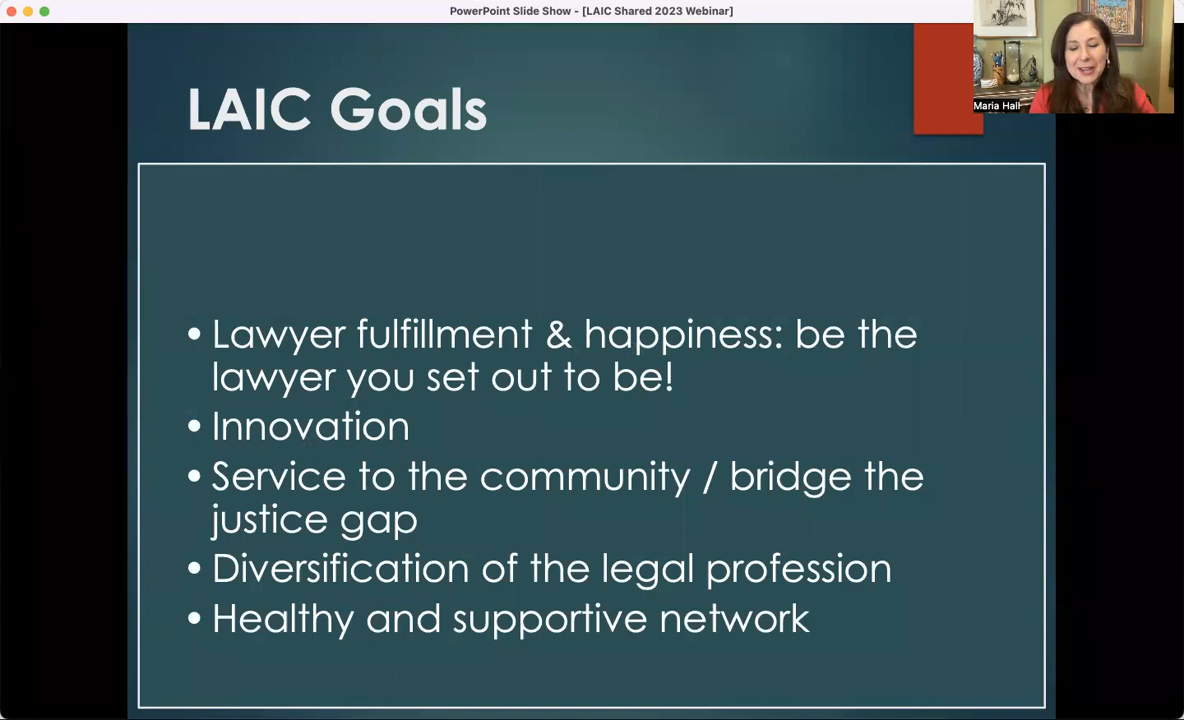 PowerPoint Slide Show - [LAIC Shared 2023 Webinar]
Maria Hall
LAIC Goals
• Lawyer fulfillment & happiness: be the
lawyer you set out to be!
• Innovation
• Service to the community / bridge the
justice gap
• Diversification of the legal profession
• Healthy and supportive network